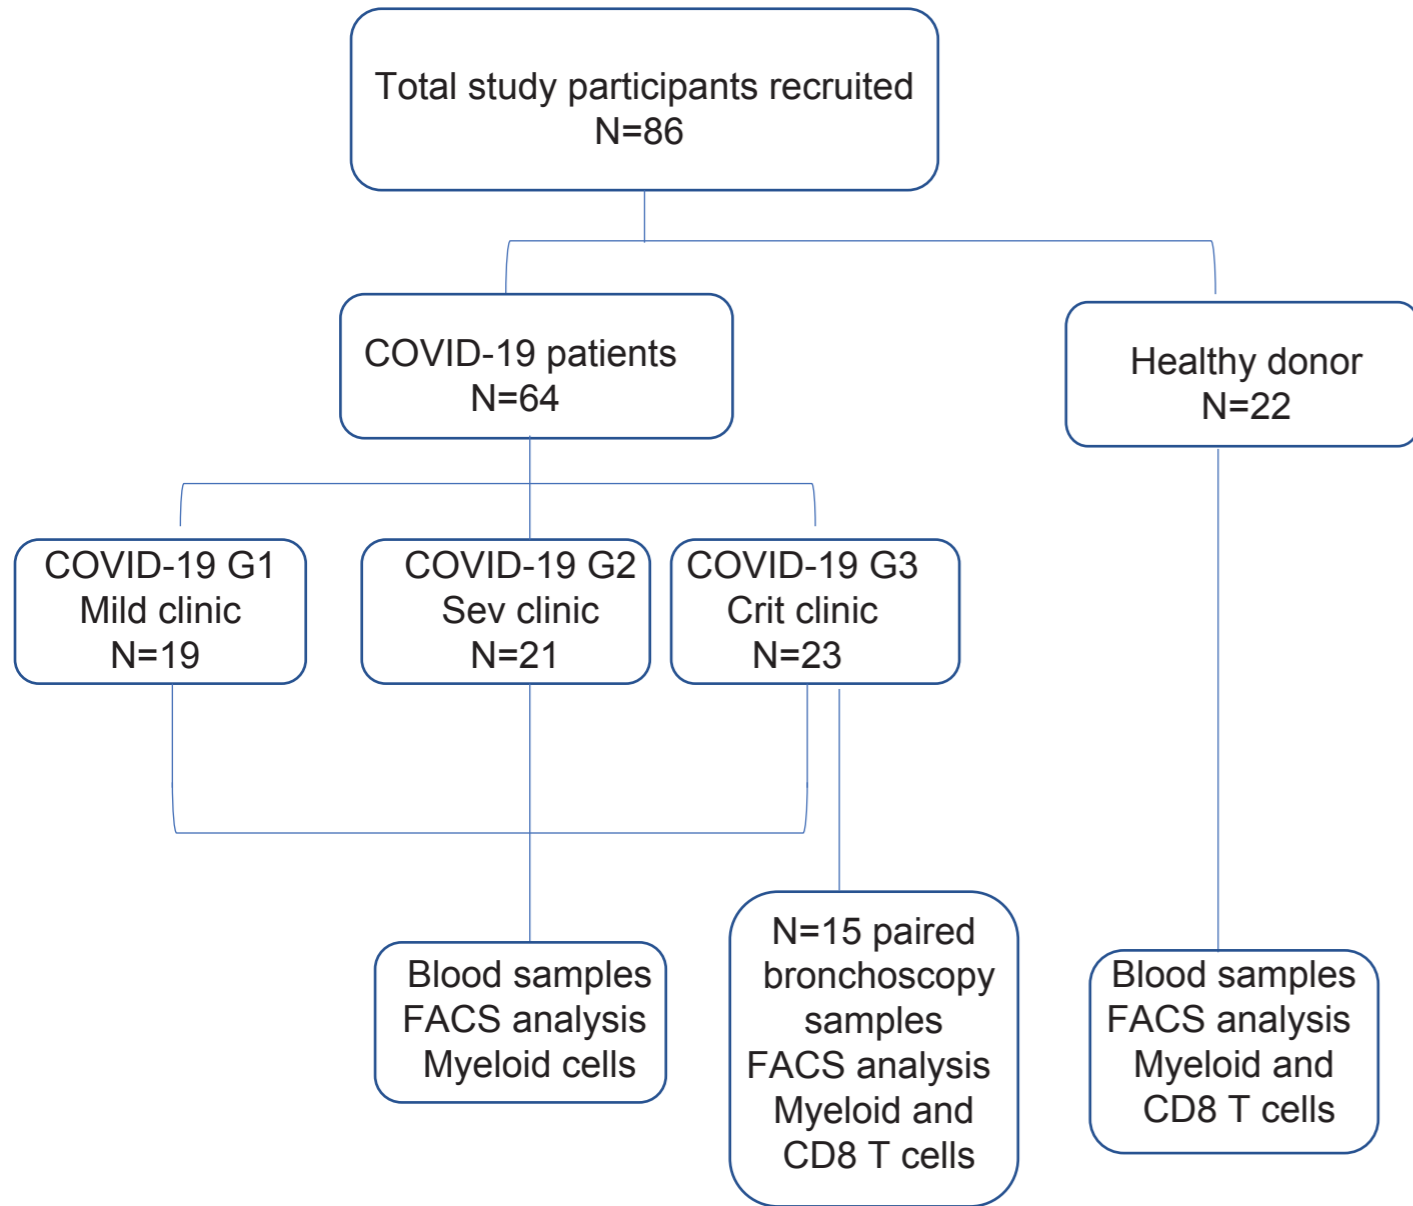 Total study participants recruited
N=86
COVID-19 patients
N=64
Healthy donor
N=22
COVID-19 G1
Mild clinic
N=19
COVID-19 G2
Sev clinic
N=21
COVID-19 G3
Crit clinic
N=23
Blood samples
FACS analysis
Myeloid cells
N=15 paired
bronchoscopy
samples
FACS analysis
Myeloid and
CD8 T cells
Blood samples
FACS analysis
Myeloid and
CD8 T cells